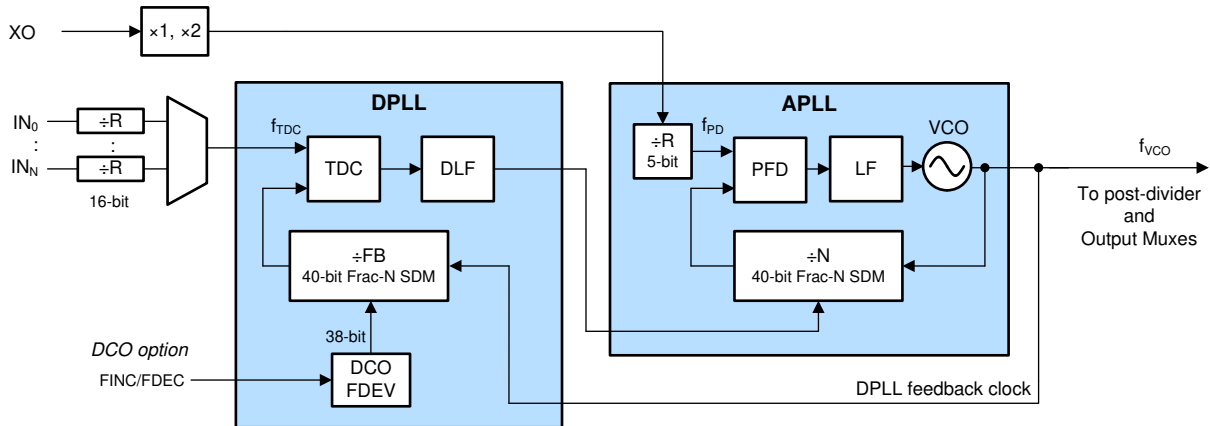 XO
×1, ×2
IN0
:
INN
÷R
:
÷R
16-bit
DPLL
fTDC
TDC
DLF
÷FB
40-bit Frac-N SDM
38-bit
DCO
FDEV
DCO option
FINC/FDEC
APLL
÷R
5-bit
fPD
PFD
LF
VCO
÷N
40-bit Frac-N SDM
DPLL feedback clock
fVCO
To post-divider
and
Output Muxes